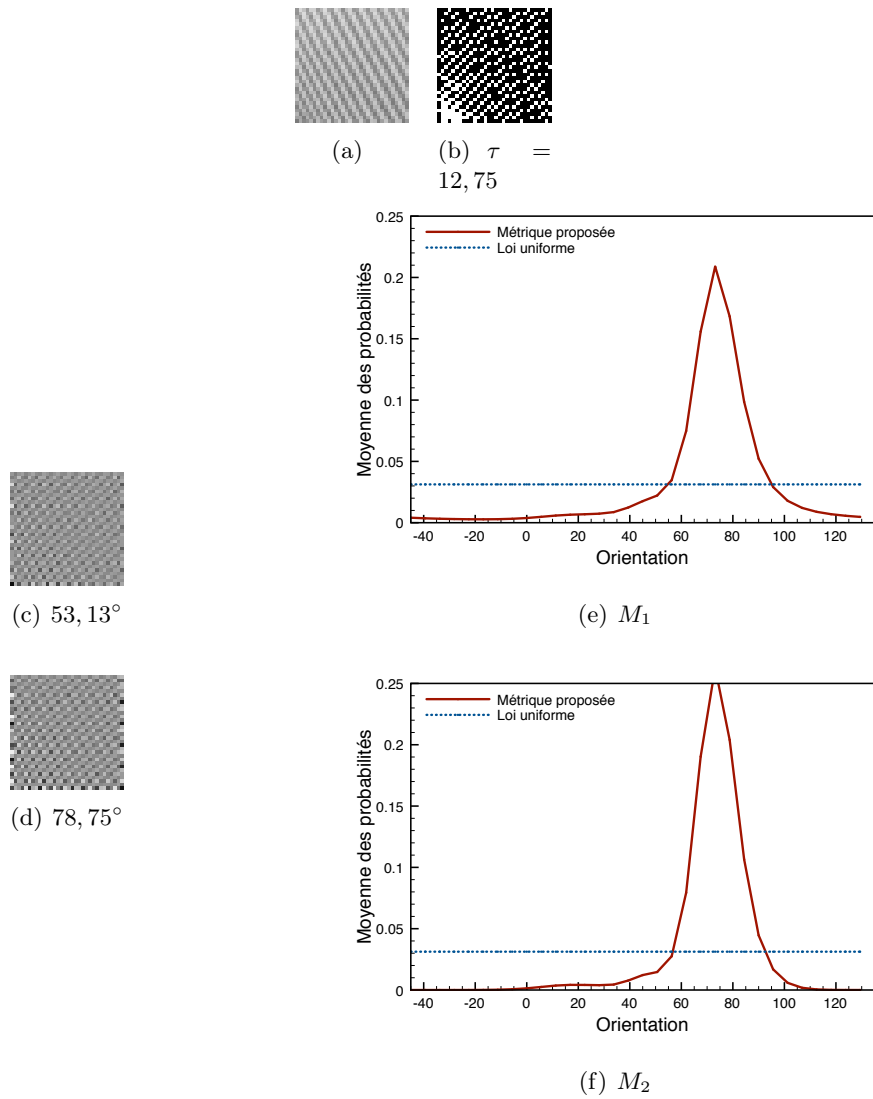 (a)
(b) τ =
12, 75
0.25
Métrique proposée
Loi uniforme
0.2
0.15
0.1
0.05
0
Moyenne des probabilités
-40 -20 0 20 40 60 80 100 120
Orientation
(c) 53, 13°
(e) M₁
0.25
Métrique proposée
Loi uniforme
0.2
0.15
0.1
0.05
0
Moyenne des probabilités
-40 -20 0 20 40 60 80 100 120
Orientation
(d) 78, 75°
(f) M₂